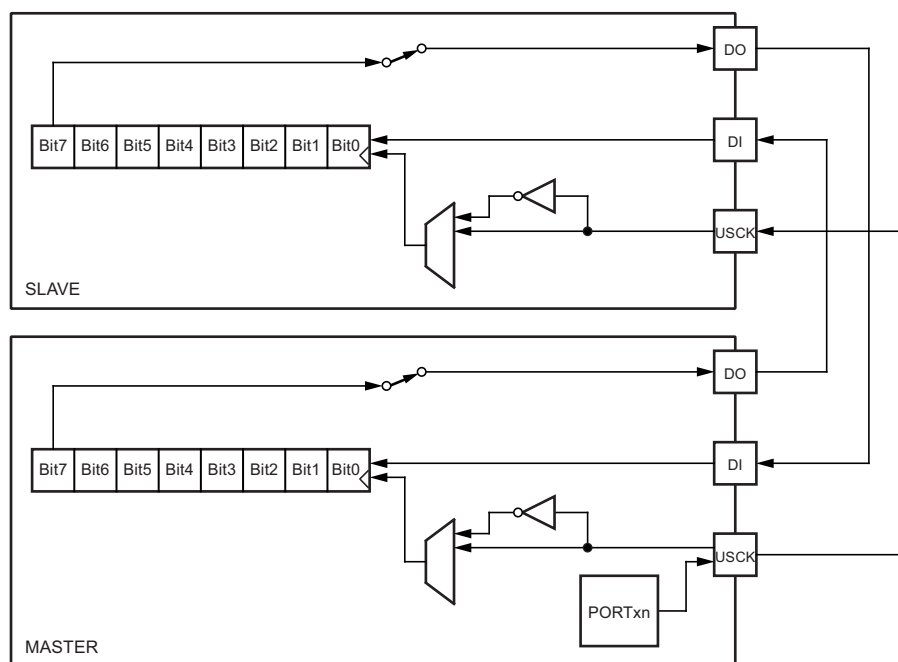 DO
Bit7 Bit6 Bit5 Bit4 Bit3 Bit2 Bit1 Bit0
DI
USCK
SLAVE
DO
Bit7 Bit6 Bit5 Bit4 Bit3 Bit2 Bit1 Bit0
DI
USCK
PORTxn
MASTER